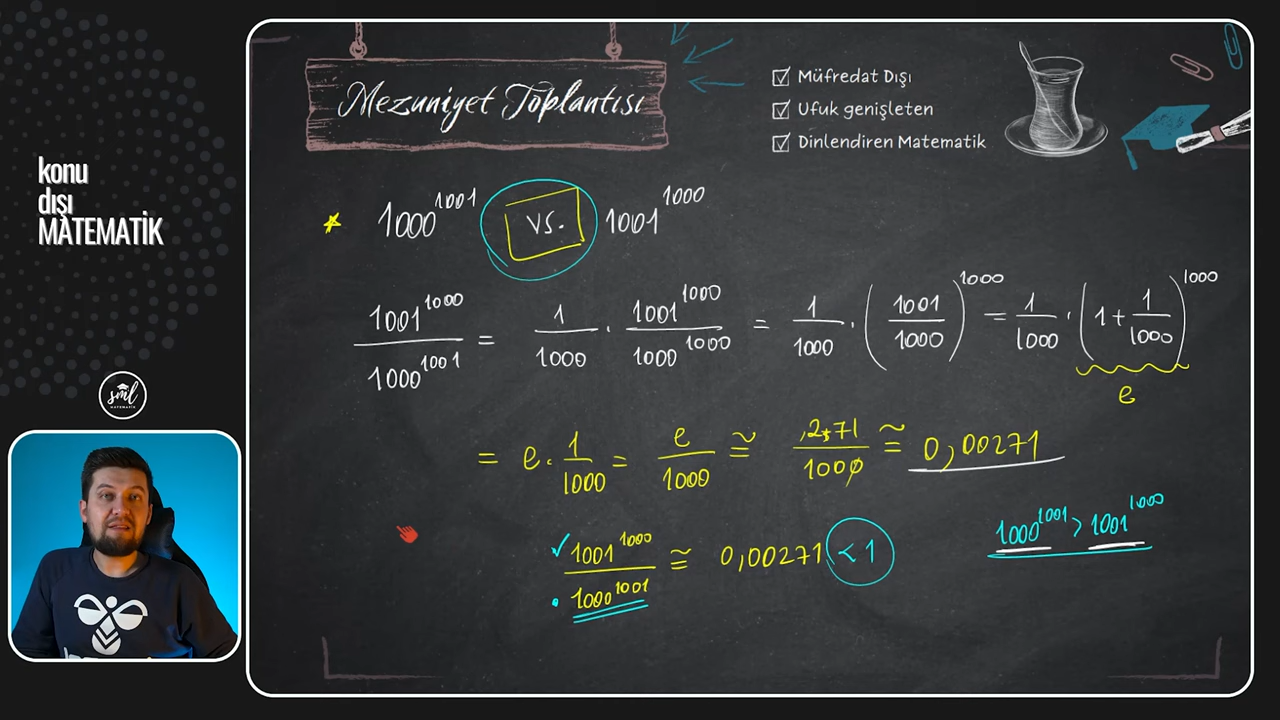 konu
dışı
MATEMATİK
sml
MATEMATİK
Mezuniyet Toplantısı
Müfredat Dışı
Ufuk genişleten
Dinlendiren Matematik
1000^1001 vs. 1001^1000
1001^1000 / 1000^1001 = 1/1000 · 1001^1000 / 1000^1000 = 1/1000 · (1001/1000)^1000 = 1/1000 · (1 + 1/1000)^1000
e
= e · 1/1000 = e/1000 ≅ 2,71/1000 ≅ 0,00271
1001^1000 / 1000^1001 ≅ 0,00271 < 1
1000^1001 > 1001^1000